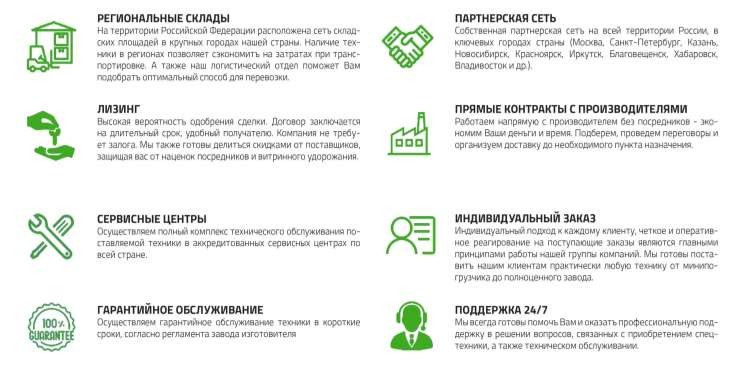 РЕГИОНАЛЬНЫЕ СКЛАДЫ
На территории Российской Федерации расположена сеть склад-
ских площадей в крупных городах нашей страны. Наличие тех-
ники в регионах позволяет сэкономить на затратах при транс-
портировке. А также наш логистический отдел поможет Вам
подобрать оптимальный способ для перевозки.
ПАРТНЕРСКАЯ СЕТЬ
Собственная партнерская сеть на всей территории России, в
ключевых городах страны (Москва, Санкт-Петербург, Казань,
Новосибирск, Красноярск, Иркутск, Благовещенск, Хабаровск,
Владивосток и др.).
ЛИЗИНГ
Высокая вероятность одобрения сделки. Договор заключается
на длительный срок, удобный получателю. Компания не требу-
ет залога. Мы также готовы делиться скидками от поставщиков,
защищая вас от наценок посредников и витринного удорожания.
ПРЯМЫЕ КОНТРАКТЫ С ПРОИЗВОДИТЕЛЯМИ
Работаем напрямую с производителем без посредников - эко-
номим Ваши деньги и время. Подберем, проведем переговоры и
организуем доставку до необходимого пункта назначения.
СЕРВИСНЫЕ ЦЕНТРЫ
Осуществляем полный комплекс технического обслуживания по-
ставляемой техники в аккредитованных сервисных центрах по
всей стране.
ИНДИВИДУАЛЬНЫЙ ЗАКАЗ
Индивидуальный подход к каждому клиенту, четкое и оператив-
ное реагирование на поступающие заказы являются главными
принципами работы нашей группы компаний. Мы готовы поста-
вить нашим клиентам практически любую технику от минипо-
грузчика до полноценного завода.
100%
GUARANTEE
ГАРАНТИЙНОЕ ОБСЛУЖИВАНИЕ
Осуществляем гарантийное обслуживание техники в короткие
сроки, согласно регламента завода изготовителя
ПОДДЕРЖКА 24/7
Мы всегда готовы помочь Вам и оказать профессиональную под-
держку в решении вопросов, связанных с приобретением спец-
техники, а также техническом обслуживании.